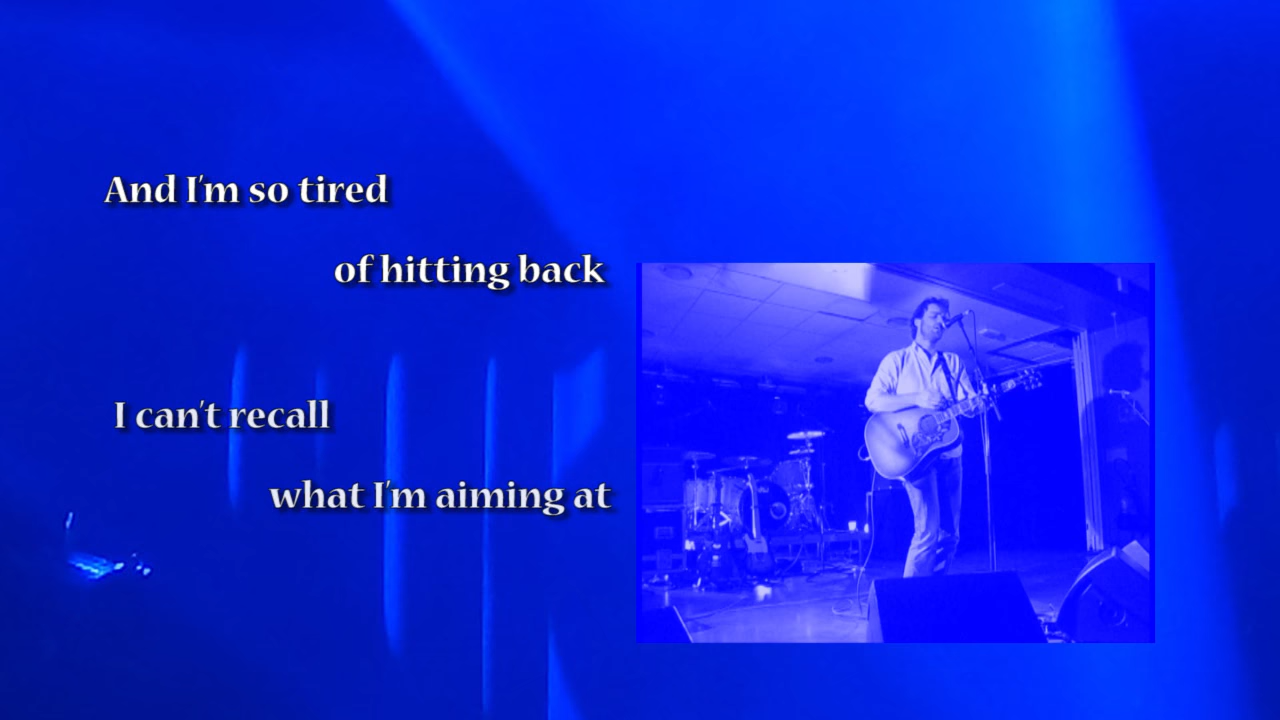 And I'm so tired
of hitting back
I can't recall
what I'm aiming at